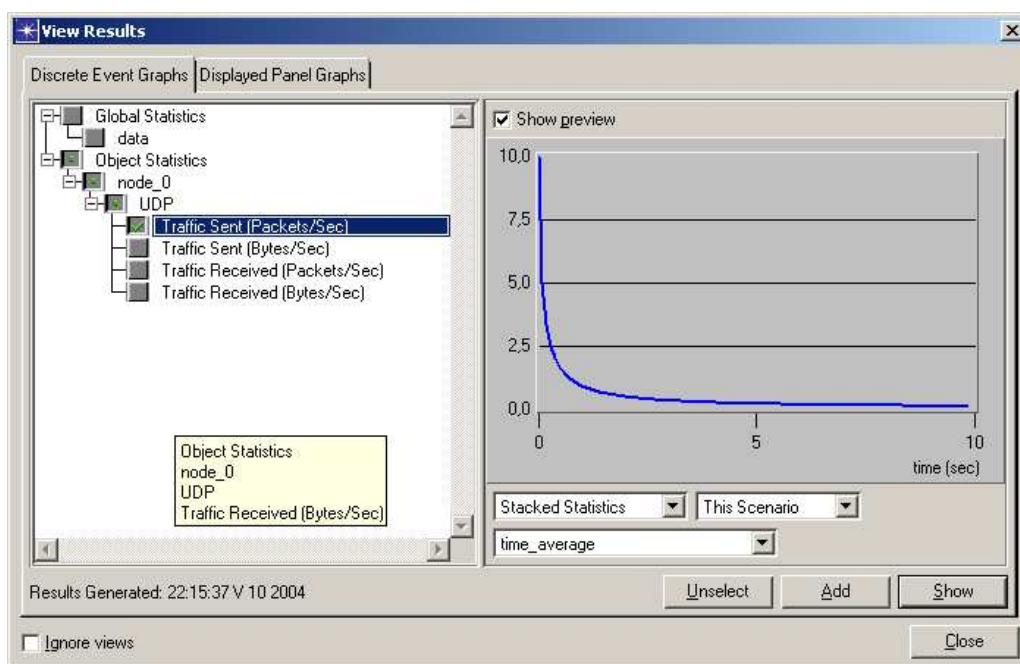 View Results
Discrete Event Graphs Displayed Panel Graphs
Global Statistics
data
Object Statistics
node_0
UDP
Traffic Sent (Packets/Sec)
Traffic Sent (Bytes/Sec)
Traffic Received (Packets/Sec)
Traffic Received (Bytes/Sec)
Object Statistics
node_0
UDP
Traffic Received (Bytes/Sec)
Show preview
10,0
7,5
5,0
2,5
0,0
0 5 10
time (sec)
Stacked Statistics This Scenario
time_average
Results Generated: 22:15:37 V 10 2004
Unselect Add Show
Ignore views Close